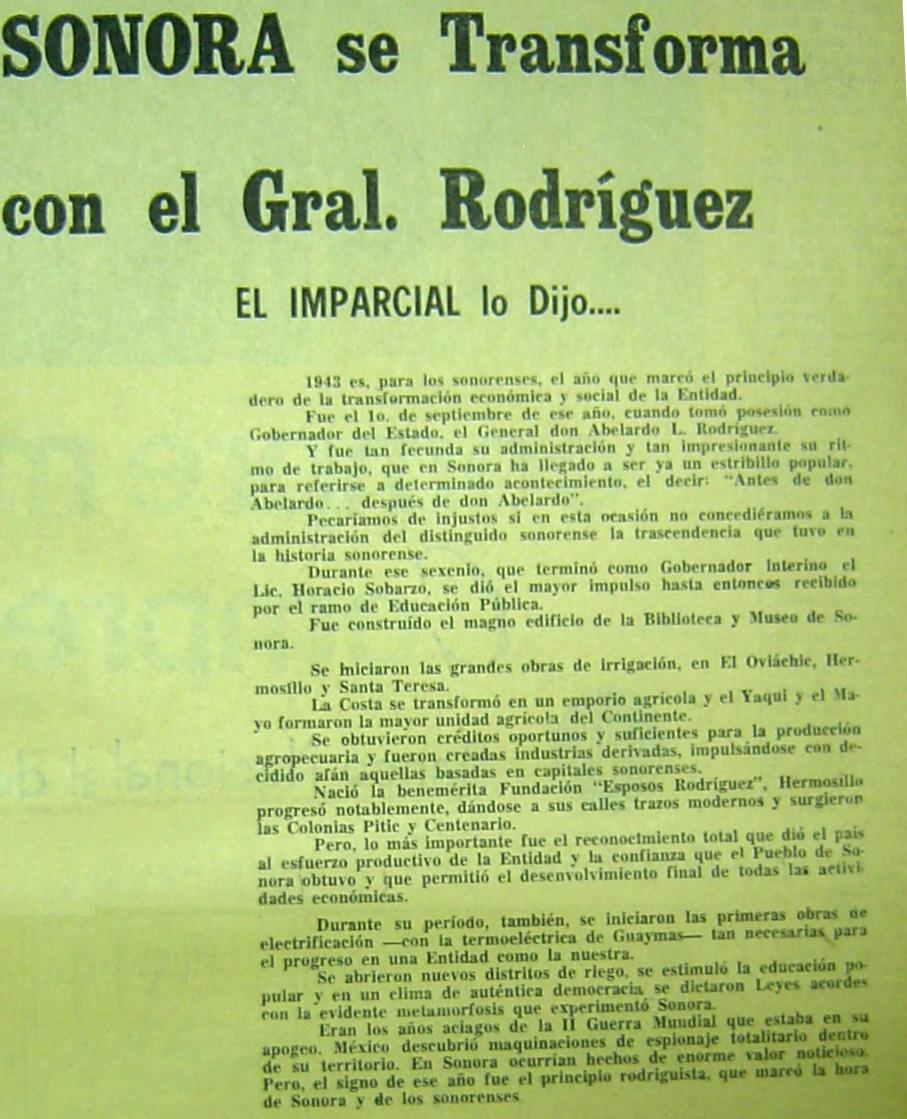 SONORA se Transforma
con el Gral. Rodríguez
EL IMPARCIAL lo Dijo....
1943 es, para los sonorenses, el año que marcó el principio verda-
dero de la transformación económica y social de la Entidad.
Fue el 1o. de septiembre de ese año, cuando tomó posesión como
Gobernador del Estado, el General don Abelardo L. Rodríguez.
Y fue tan fecunda su administración y tan impresionante su rit-
mo de trabajo, que en Sonora ha llegado a ser ya un estribillo popular,
para referirse a determinado acontecimiento, el decir: "Antes de don
Abelardo... después de don Abelardo".
Pecaríamos de injustos si en esta ocasión no concediéramos a la
administración del distinguido sonorense la trascendencia que tuvo en
la historia sonorense.
Durante ese sexenio, que terminó como Gobernador Interino el
Lic. Horacio Sobarzo, se dió el mayor impulso hasta entonces recibido
por el ramo de Educación Pública.
Fue construído el magno edificio de la Biblioteca y Museo de So-
nora.
Se iniciaron las grandes obras de irrigación, en El Oviáchic, Her-
mosillo y Santa Teresa.
La Costa se transformó en un emporio agrícola y el Yaqui y el Ma-
yo formaron la mayor unidad agrícola del Continente.
Se obtuvieron créditos oportunos y suficientes para la producción
agropecuaria y fueron creadas industrias derivadas, impulsándose con de-
cidido afán aquellas basadas en capitales sonorenses.
Nació la benemérita Fundación "Esposos Rodríguez", Hermosillo
progresó notablemente, dándose a sus calles trazos modernos y surgieron
las Colonias Pitic y Centenario.
Pero, lo más importante fue el reconocimiento total que dió el país
al esfuerzo productivo de la Entidad y la confianza que el Pueblo de So-
nora obtuvo y que permitió el desenvolvimiento final de todas las activi-
dades económicas.
Durante su período, también, se iniciaron las primeras obras de
electrificación —con la termoeléctrica de Guaymas— tan necesarias para
el progreso en una Entidad como la nuestra.
Se abrieron nuevos distritos de riego, se estimuló la educación po-
pular y en un clima de auténtica democracia se dictaron Leyes acordes
con la evidente metamorfosis que experimentó Sonora.
Eran los años aciagos de la II Guerra Mundial que estaba en su
apogeo. México descubrió maquinaciones de espionaje totalitario dentro
de su territorio. En Sonora ocurrían hechos de enorme valor noticioso.
Pero, el signo de ese año fue el principio rodriguista, que marcó la hora
de Sonora y de los sonorenses